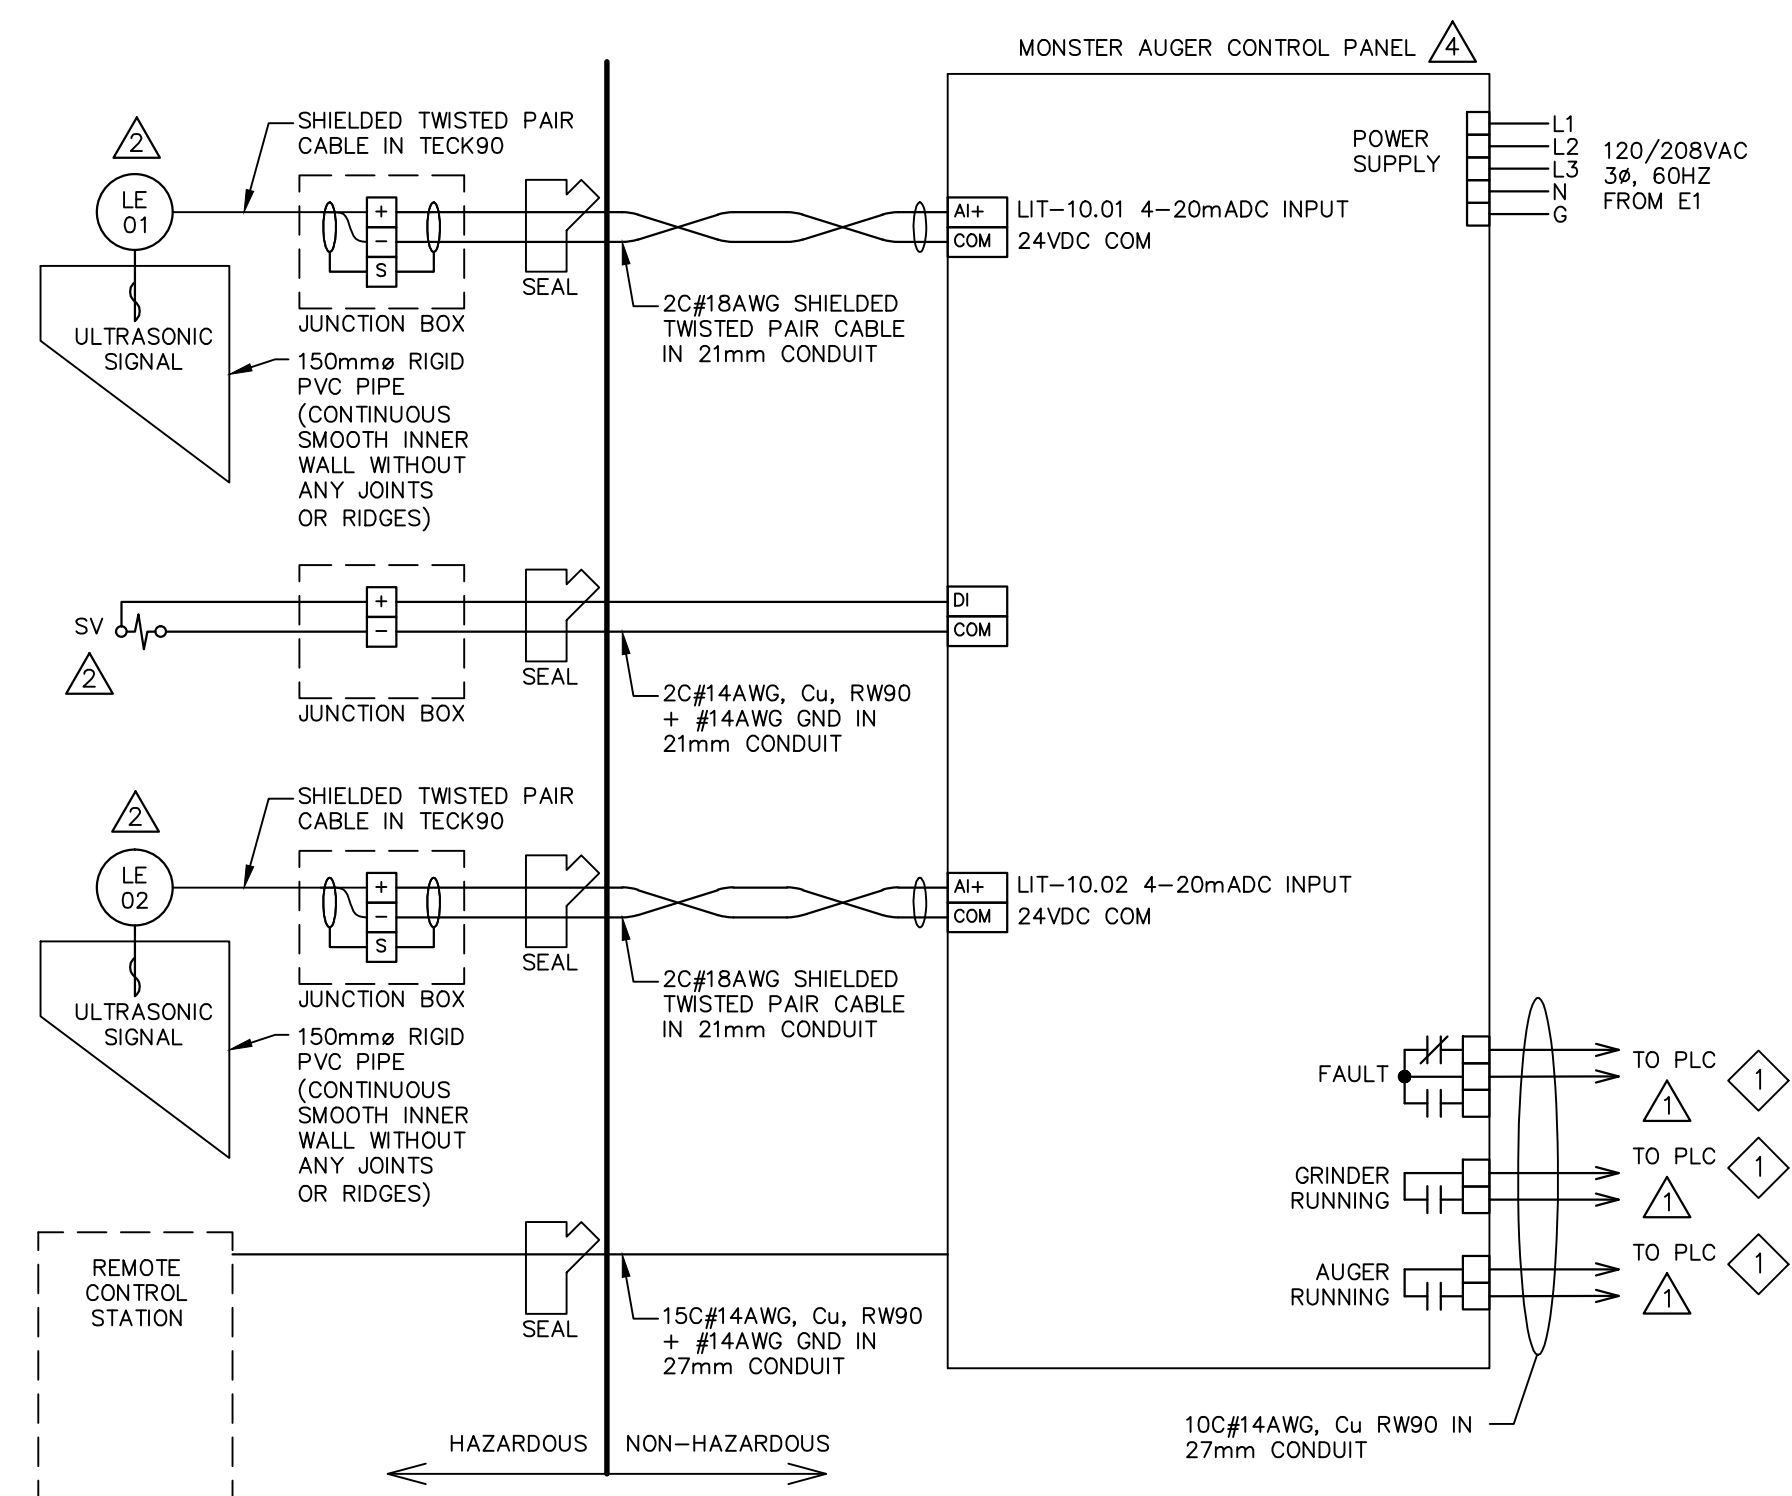 MONSTER AUGER CONTROL PANEL 4
SHIELDED TWISTED PAIR
CABLE IN TECK90
2
LE
01
+
-
S
JUNCTION BOX
SEAL
ULTRASONIC
SIGNAL
150mmø RIGID
PVC PIPE
(CONTINUOUS
SMOOTH INNER
WALL WITHOUT
ANY JOINTS
OR RIDGES)
2C#18AWG SHIELDED
TWISTED PAIR CABLE
IN 21mm CONDUIT
AI+
COM
LIT-10.01 4-20mADC INPUT
24VDC COM
POWER
SUPPLY
L1
L2
L3
N
G
120/208VAC
3ø, 60HZ
FROM E1
SV
2
+
-
JUNCTION BOX
SEAL
2C#14AWG, Cu, RW90
+ #14AWG GND IN
21mm CONDUIT
DI
COM
SHIELDED TWISTED PAIR
CABLE IN TECK90
2
LE
02
+
-
S
JUNCTION BOX
SEAL
ULTRASONIC
SIGNAL
150mmø RIGID
PVC PIPE
(CONTINUOUS
SMOOTH INNER
WALL WITHOUT
ANY JOINTS
OR RIDGES)
2C#18AWG SHIELDED
TWISTED PAIR CABLE
IN 21mm CONDUIT
AI+
COM
LIT-10.02 4-20mADC INPUT
24VDC COM
FAULT
TO PLC
1
1
GRINDER
RUNNING
TO PLC
1
1
AUGER
RUNNING
TO PLC
1
1
REMOTE
CONTROL
STATION
SEAL
15C#14AWG, Cu, RW90
+ #14AWG GND IN
27mm CONDUIT
10C#14AWG, Cu RW90 IN
27mm CONDUIT
HAZARDOUS
NON-HAZARDOUS